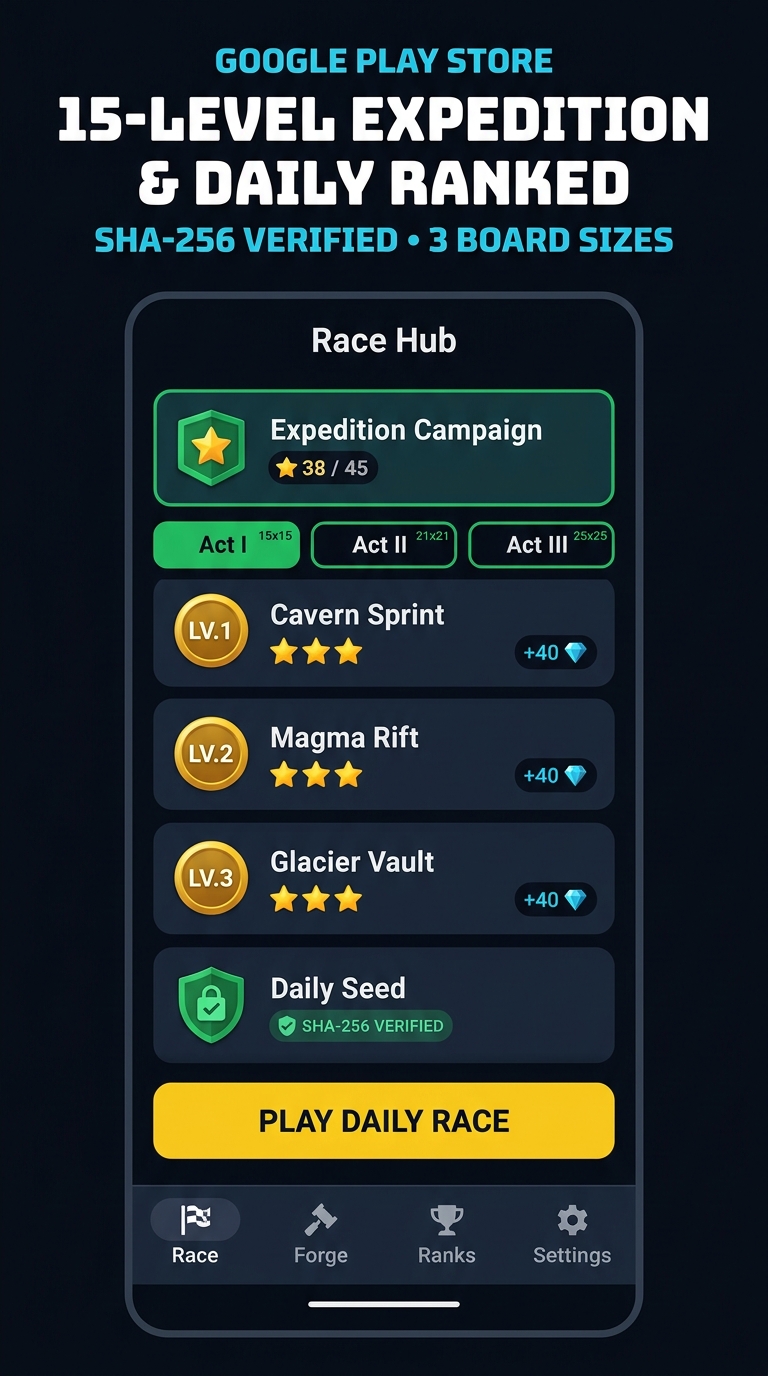 GOOGLE PLAY STORE
15-LEVEL EXPEDITION
& DAILY RANKED
SHA-256 VERIFIED • 3 BOARD SIZES
Race Hub
Expedition Campaign
38 / 45
Act I 15x15
Act II 21x21
Act III 25x25
LV.1
Cavern Sprint
+40
LV.2
Magma Rift
+40
LV.3
Glacier Vault
+40
Daily Seed
SHA-256 VERIFIED
PLAY DAILY RACE
Race
Forge
Ranks
Settings